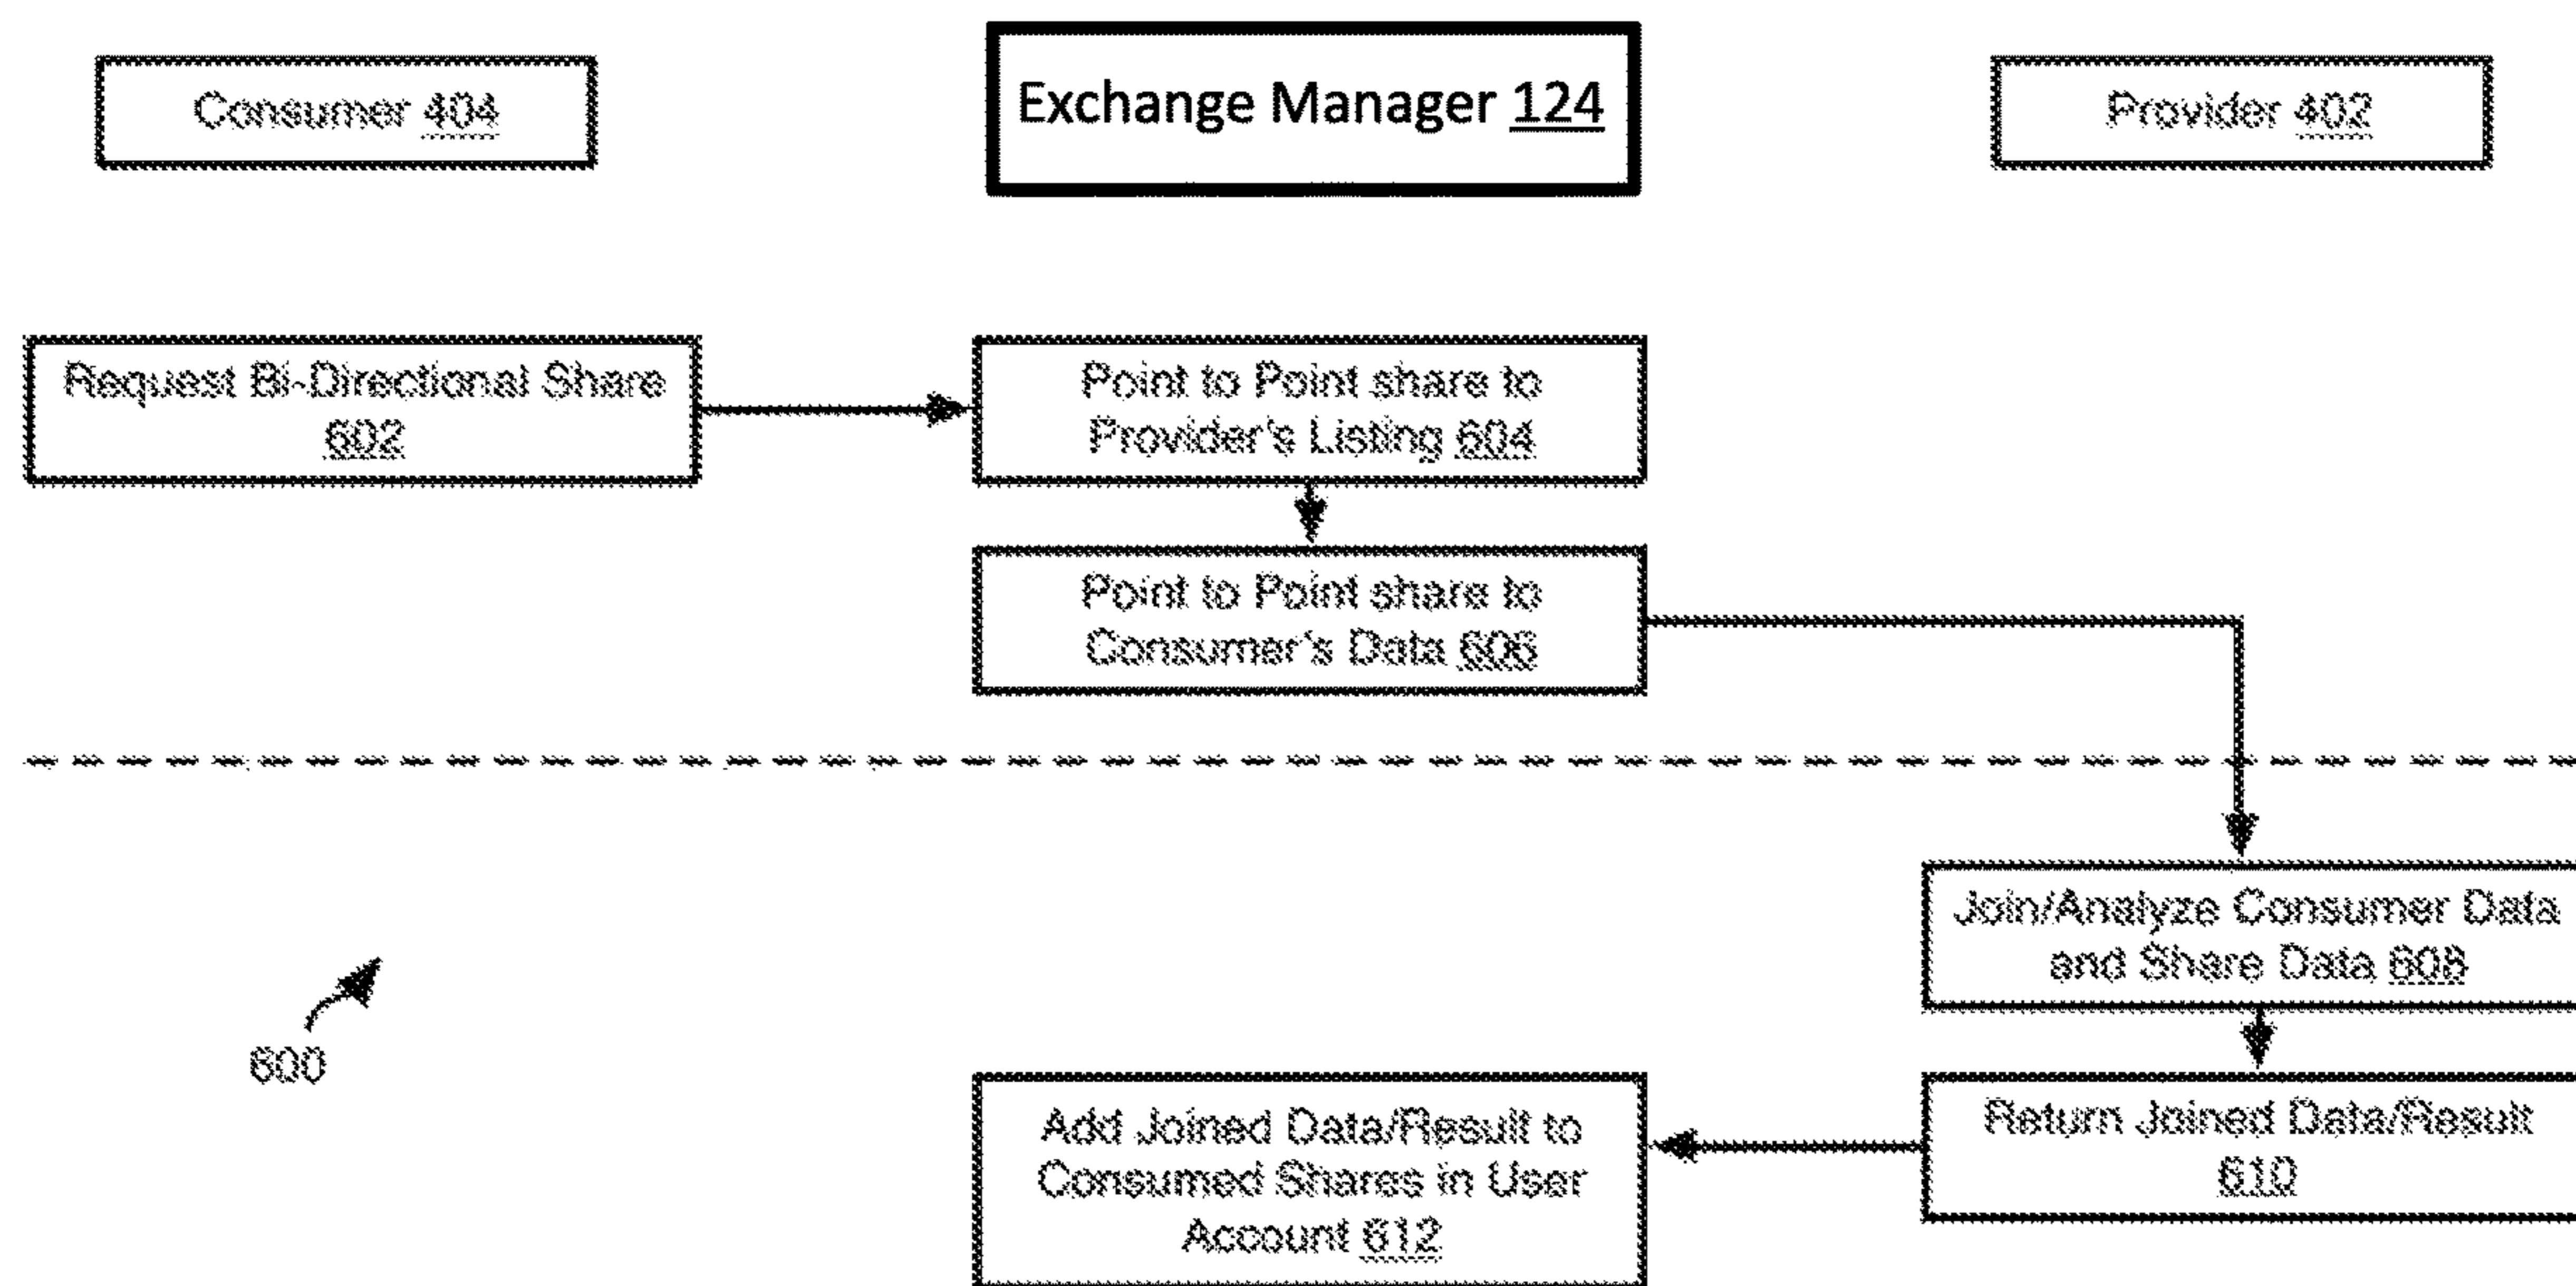 Consumer 404
Exchange Manager 124
Provider 402
Request Bi-Directional Share
602
Point to Point share to
Provider's Listing 604
Point to Point share to
Consumer's Data 606
Join/Analyze Consumer Data
and Share Data 608
600
Return Joined Data/Result
610
Add Joined Data/Result to
Consumed Shares in User
Account 612